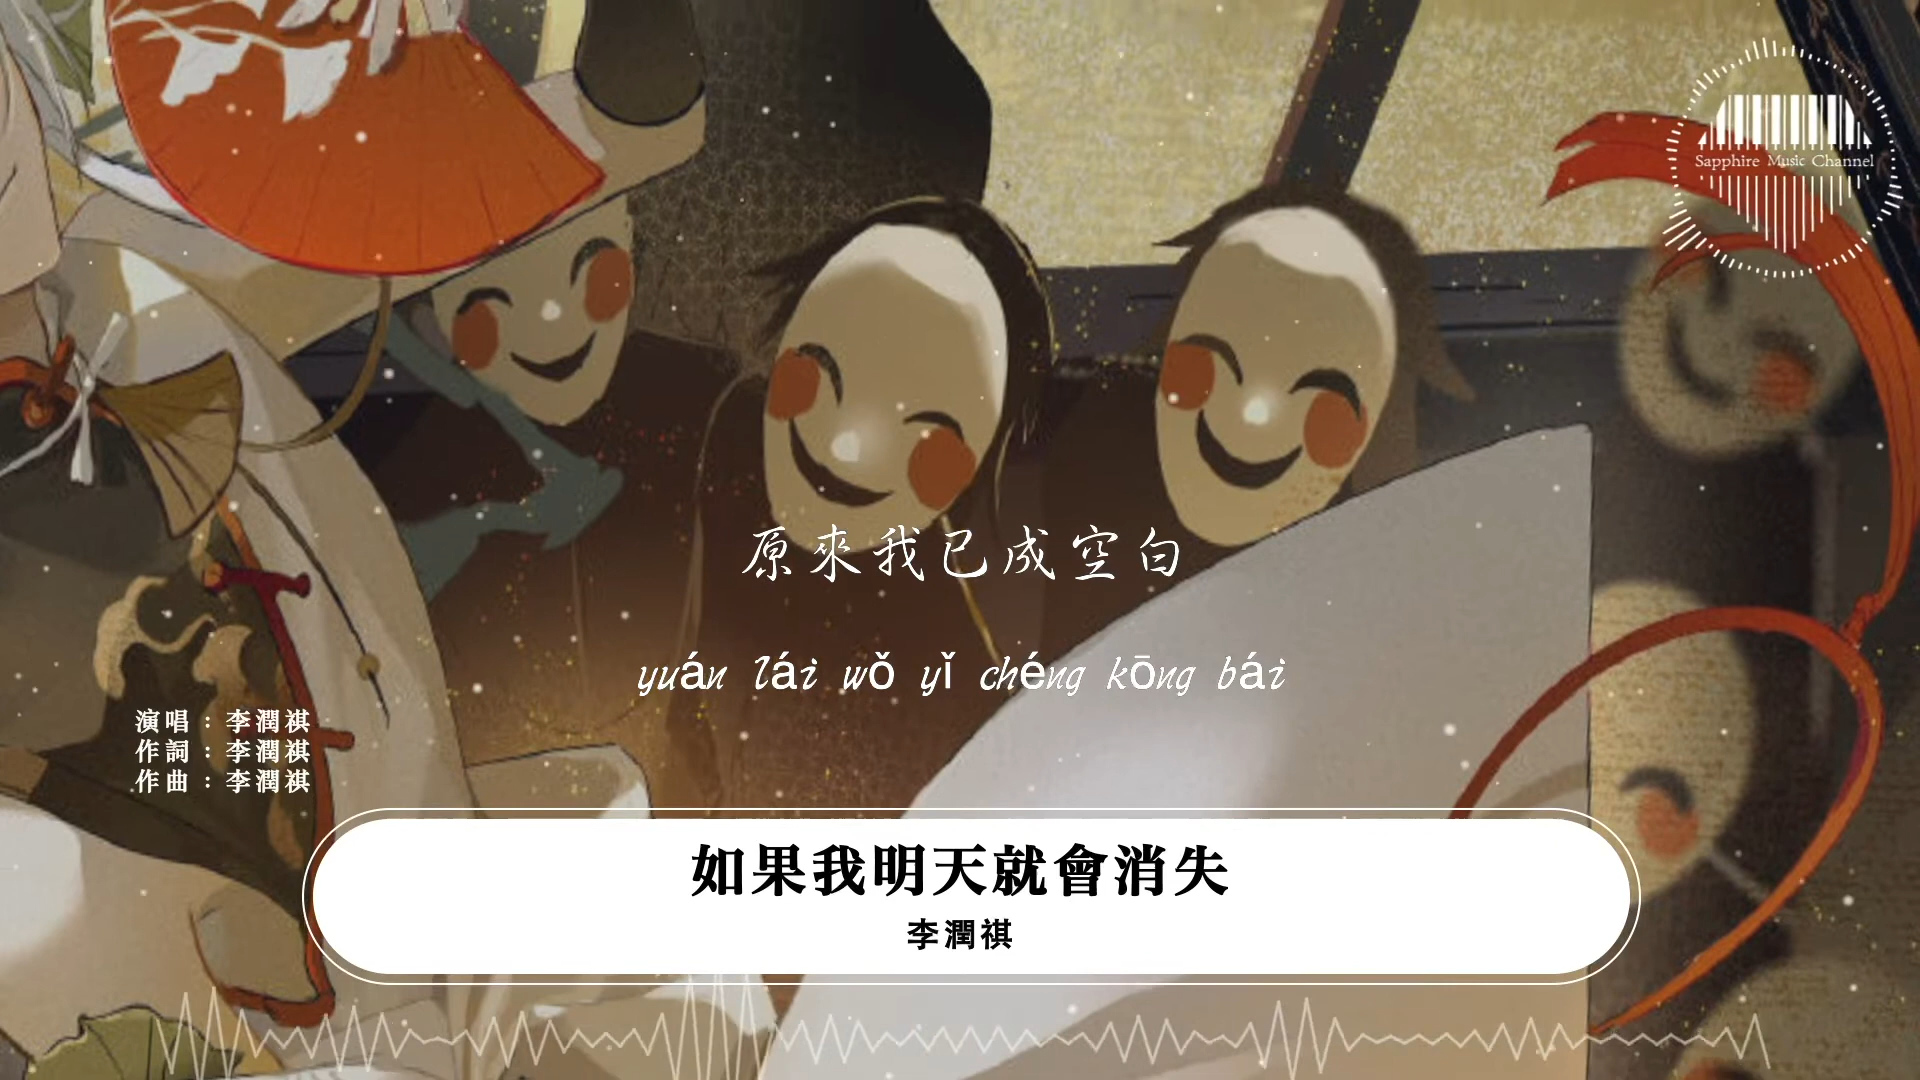 Sapphire Music Channel
原來我已成空白
yuán lái wǒ yǐ chéng kōng bái
演唱：李潤祺
作詞：李潤祺
作曲：李潤祺
如果我明天就會消失
李潤祺